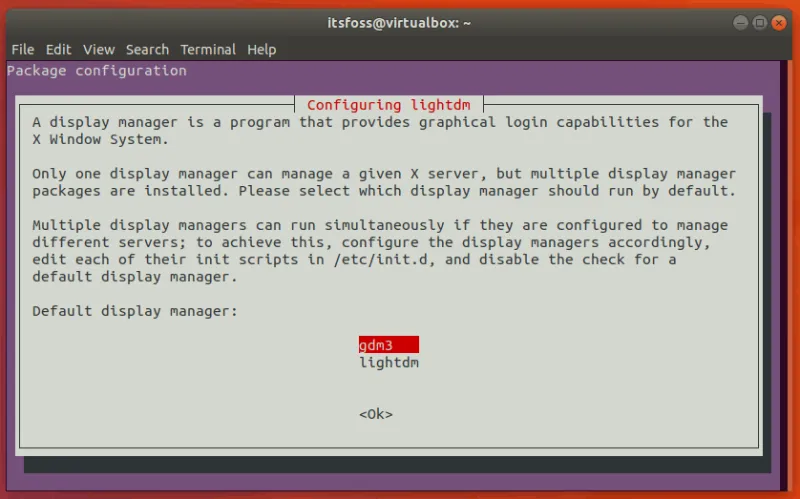 itsfoss@virtualbox: ~
File Edit View Search Terminal Help
Package configuration
Configuring lightdm
A display manager is a program that provides graphical login capabilities for the
X Window System.
Only one display manager can manage a given X server, but multiple display manager
packages are installed. Please select which display manager should run by default.
Multiple display managers can run simultaneously if they are configured to manage
different servers; to achieve this, configure the display managers accordingly,
edit each of their init scripts in /etc/init.d, and disable the check for a
default display manager.
Default display manager:
gdm3
lightdm
<Ok>